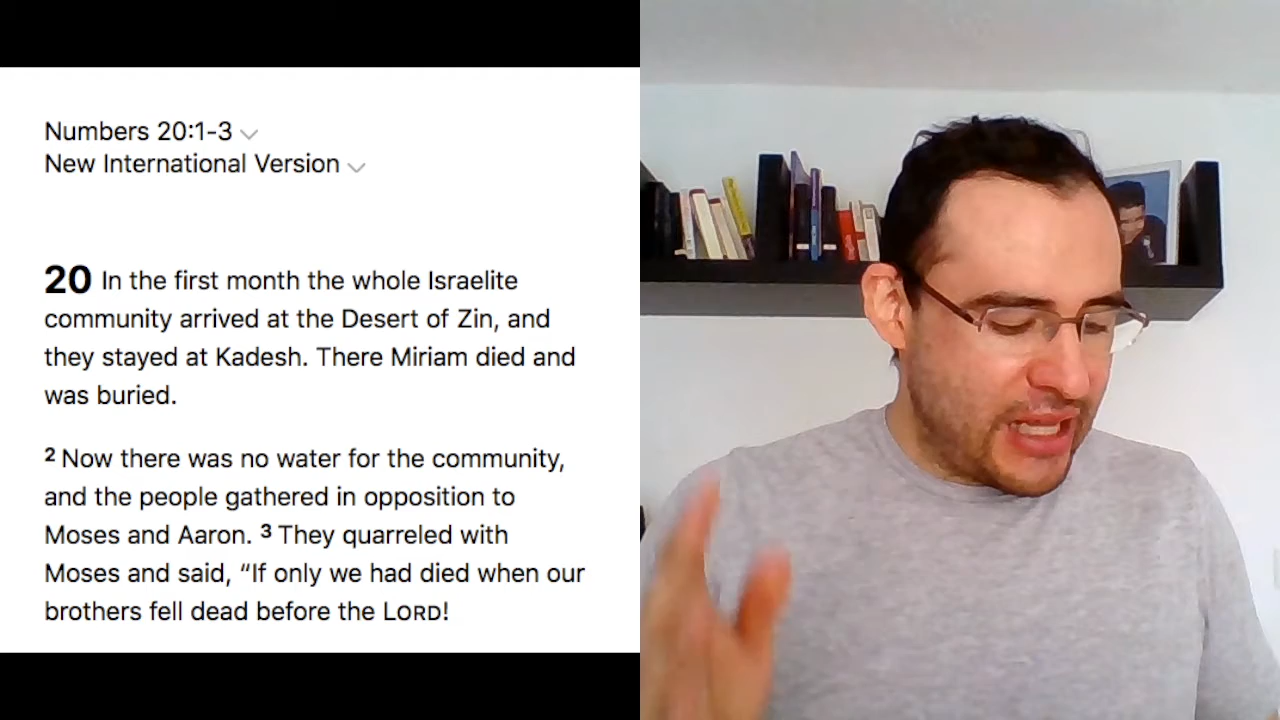 Numbers 20:1-3
New International Version
20 In the first month the whole Israelite
community arrived at the Desert of Zin, and
they stayed at Kadesh. There Miriam died and
was buried.
2 Now there was no water for the community,
and the people gathered in opposition to
Moses and Aaron. 3 They quarreled with
Moses and said, “If only we had died when our
brothers fell dead before the LORD!